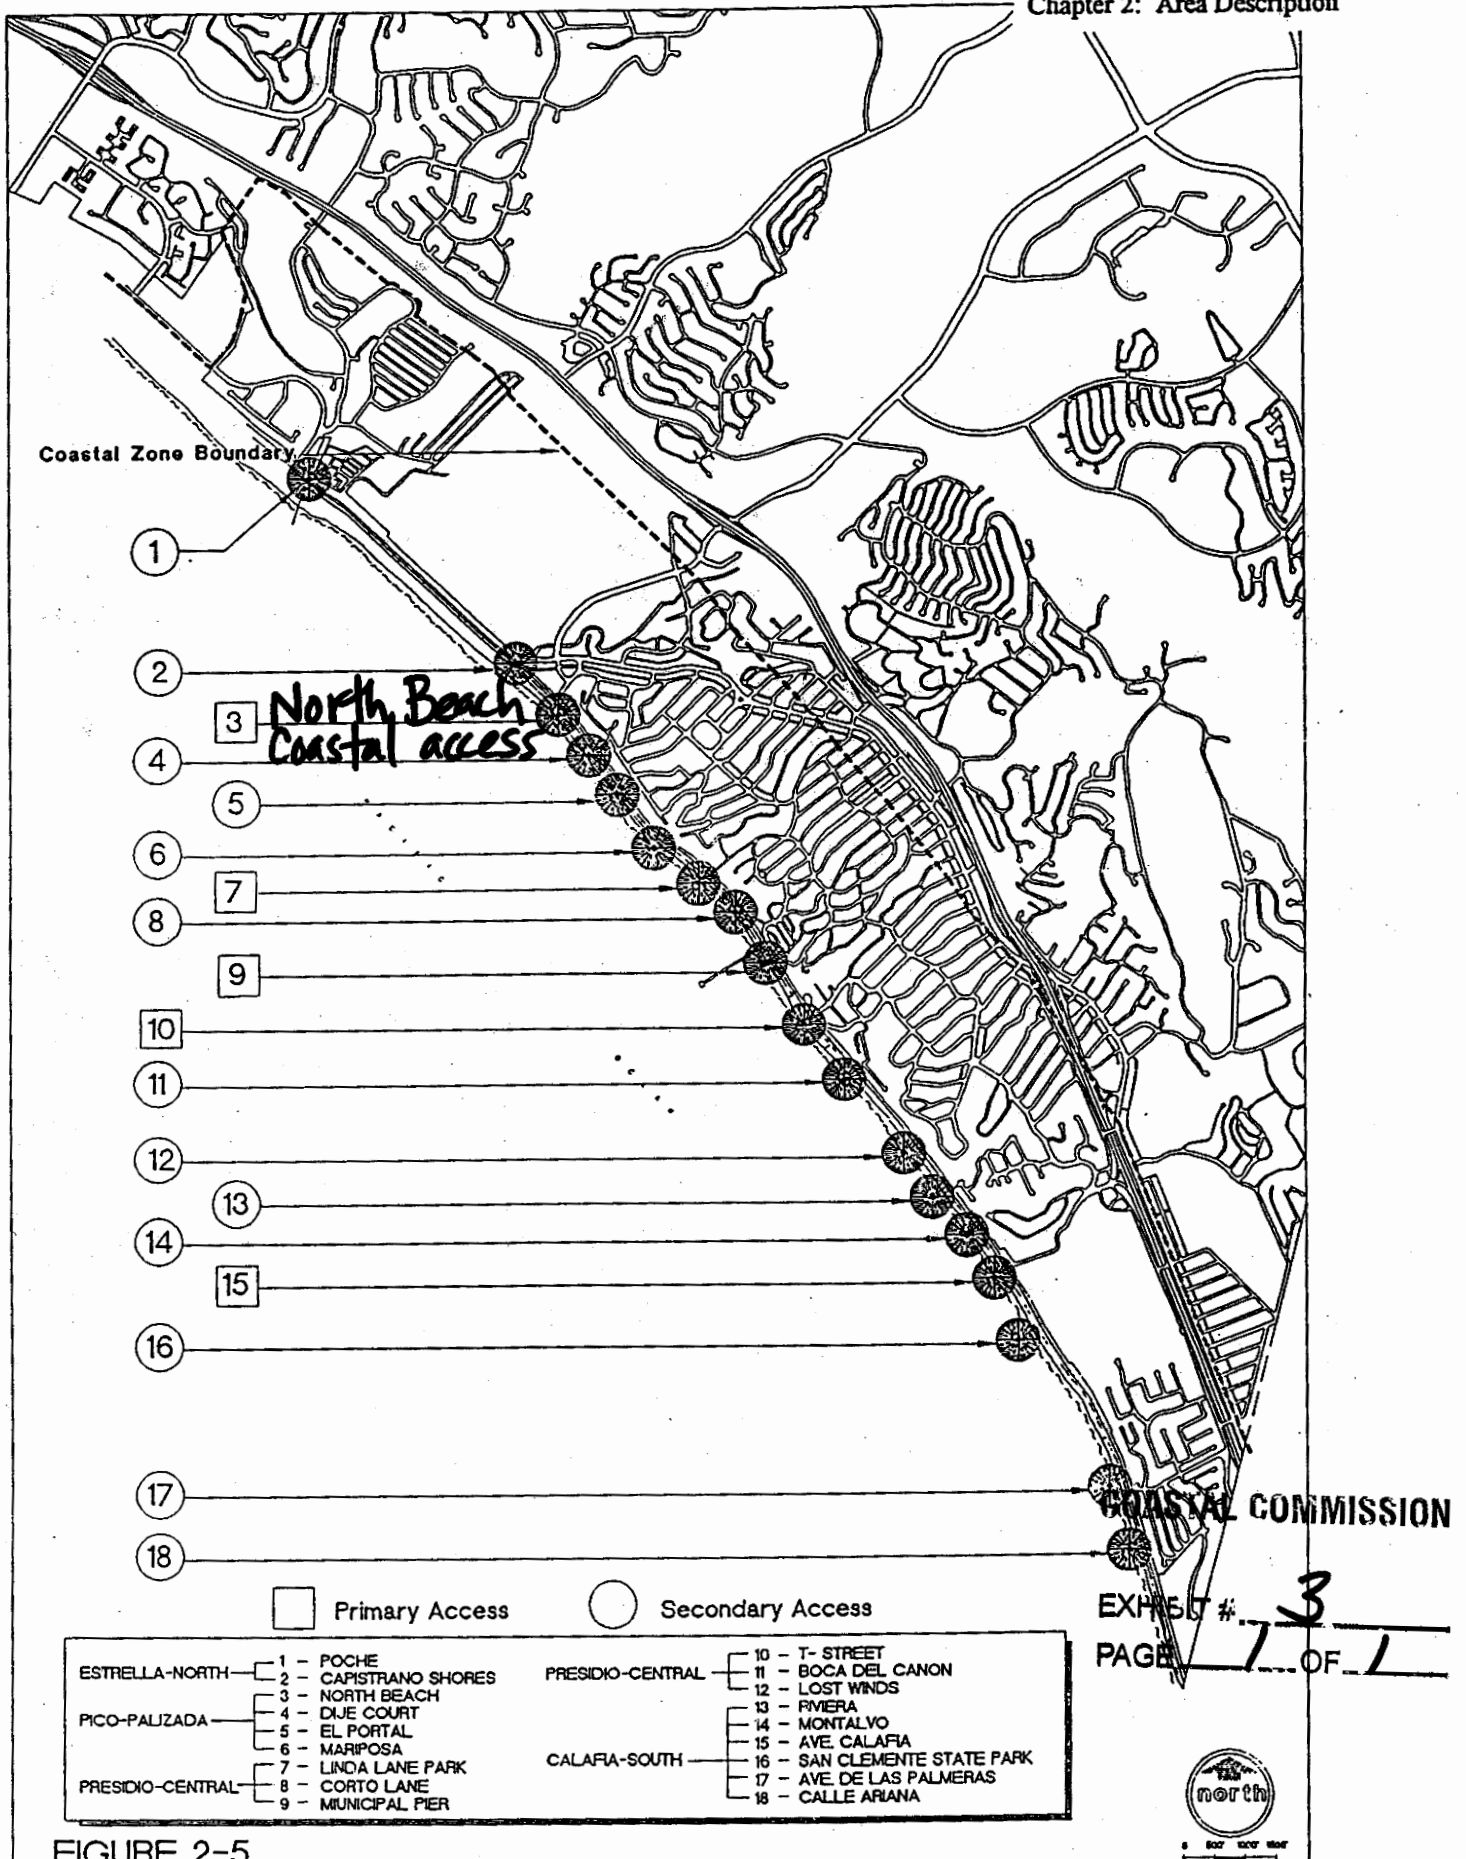 Chapter 2: Area Description
Coastal Zone Boundary
1
2
North Beach
3
Coastal access
4
5
6
7
8
9
10
11
12
13
14
15
16
17
COASTAL COMMISSION
18
Primary Access
Secondary Access
EXHIBIT # 3
PAGE 1 OF 1
ESTRELLA-NORTH
1 - POCHE
2 - CAPISTRANO SHORES
PICO-PALIZADA
3 - NORTH BEACH
4 - DIJE COURT
5 - EL PORTAL
6 - MARIPOSA
PRESIDIO-CENTRAL
7 - LINDA LANE PARK
8 - CORTO LANE
9 - MUNICIPAL PIER
PRESIDIO-CENTRAL
10 - T- STREET
11 - BOCA DEL CANON
12 - LOST WINDS
CALAFIA-SOUTH
13 - RIVIERA
14 - MONTALVO
15 - AVE. CALAFIA
16 - SAN CLEMENTE STATE PARK
17 - AVE. DE LAS PALMERAS
18 - CALLE ARIANA
north
FIGURE 2-5